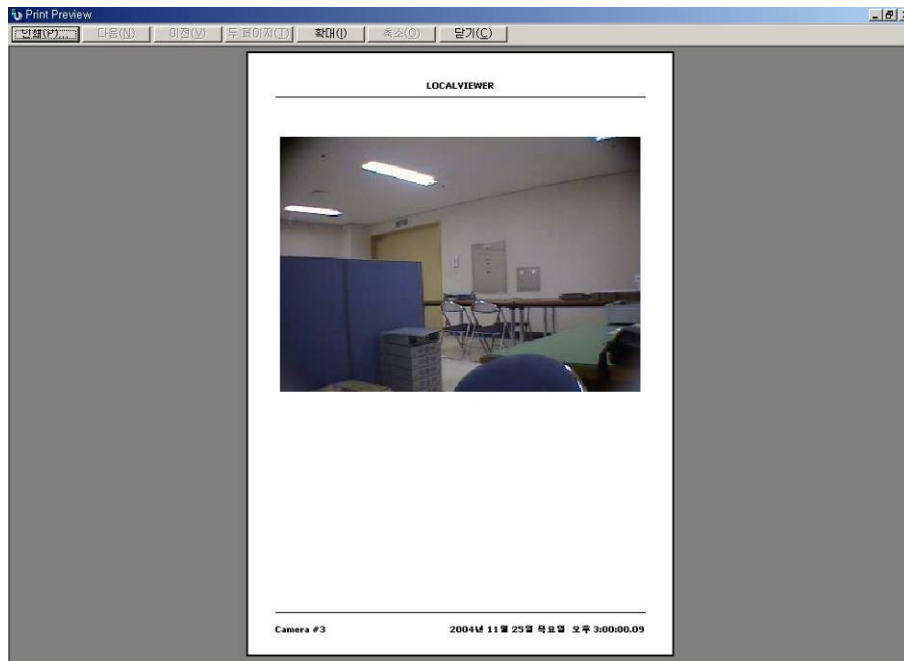 Print Preview
인쇄(P)... 다음(N) 이전(V) 두 페이지(T) 확대(I) 축소(O) 닫기(C)
LOCALVIEWER
Camera #3 2004년 11월 25일 목요일 오후 3:00:00.09